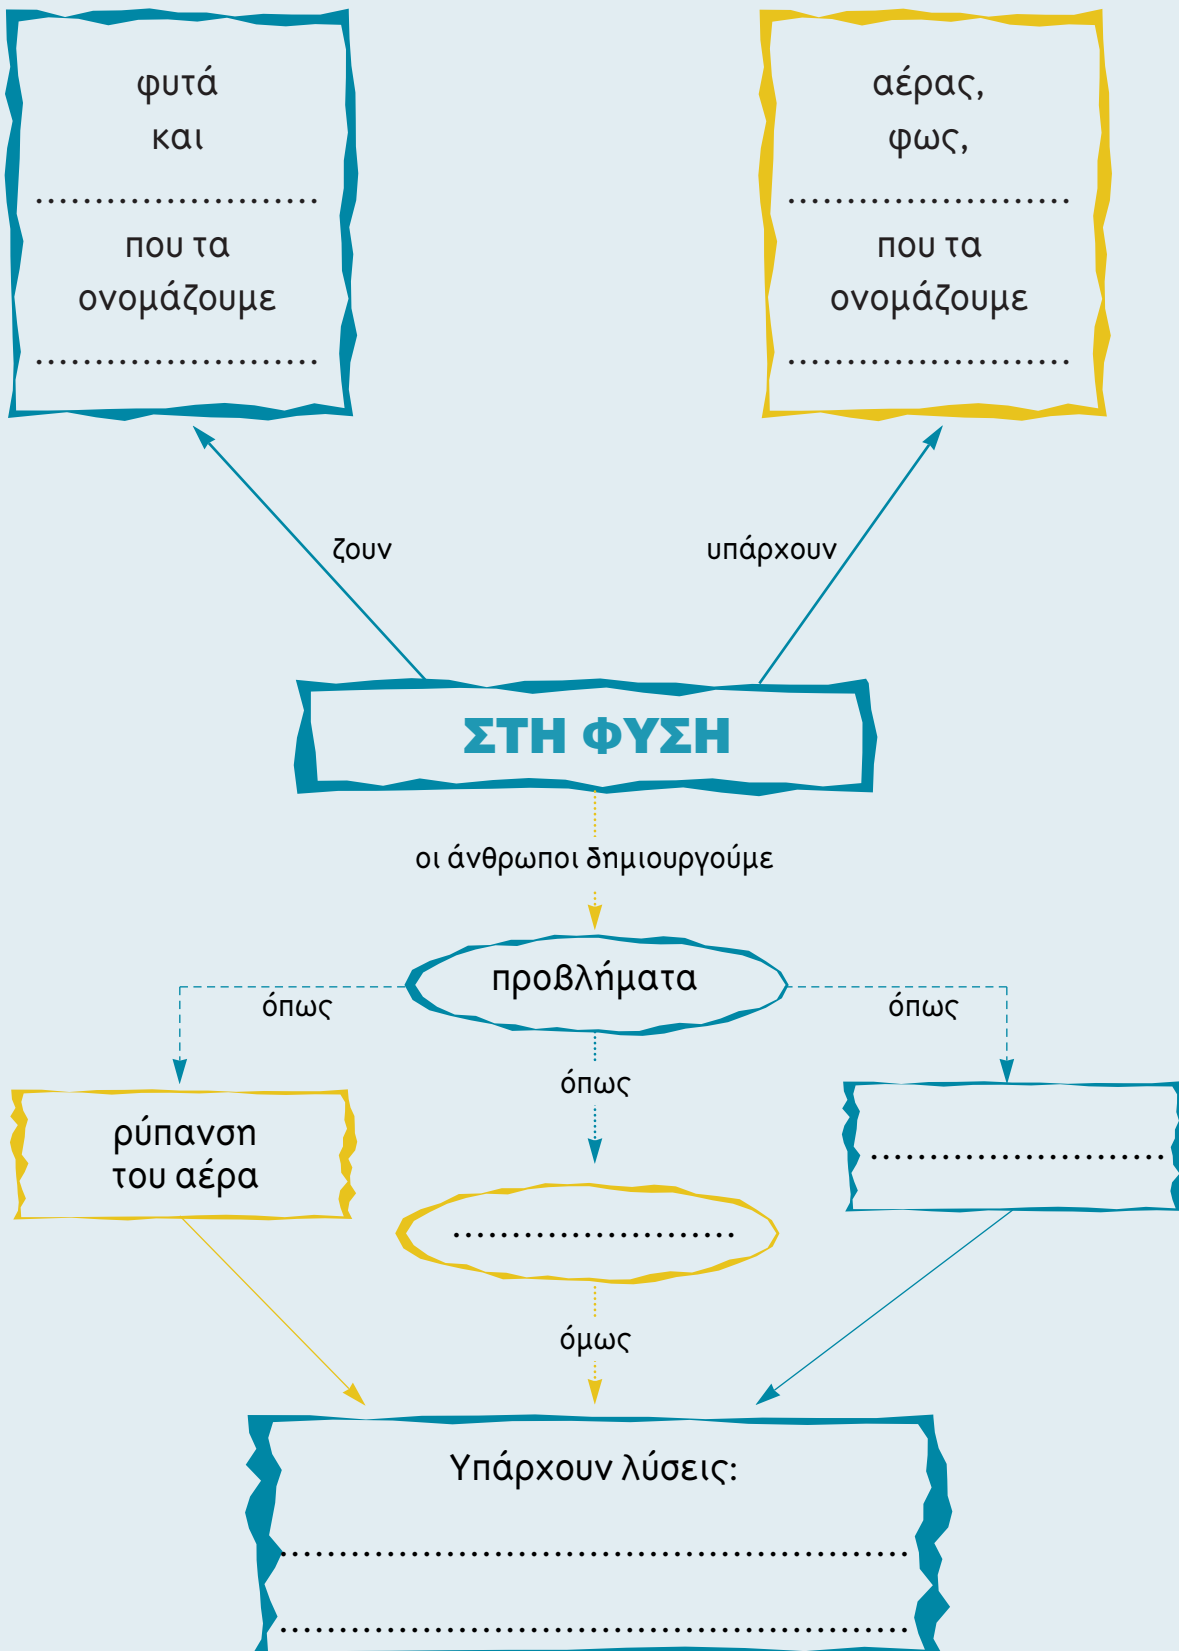 φυτά
και
........................
που τα
ονομάζουμε
........................
αέρας,
φως,
........................
που τα
ονομάζουμε
........................
ζουν
υπάρχουν
ΣΤΗ ΦΥΣΗ
οι άνθρωποι δημιουργούμε
προβλήματα
όπως
όπως
όπως
ρύπανση
του αέρα
........................
.........................
όμως
Υπάρχουν λύσεις:
......................................................
......................................................